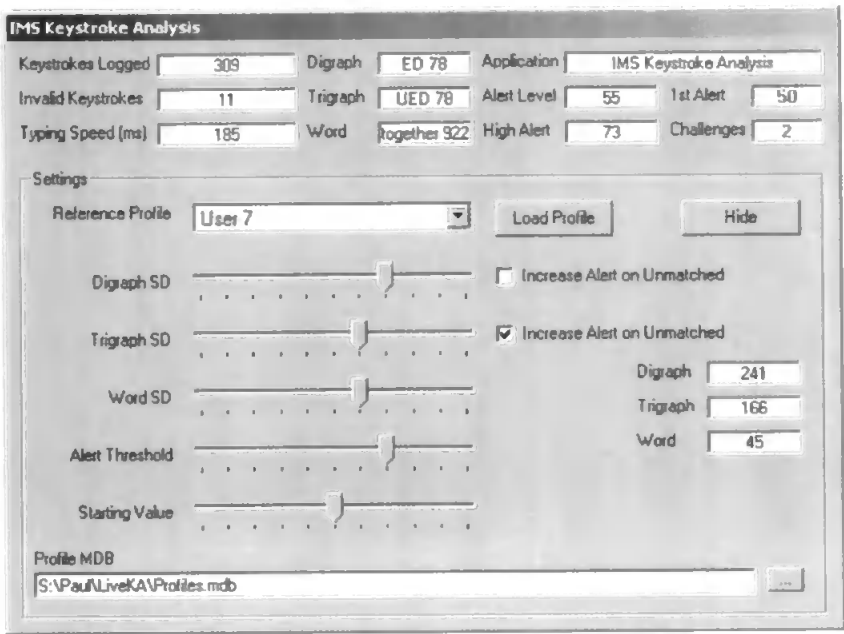 IMS Keystroke Analysis
Keystrokes Logged 309 Digraph ED 78 Application IMS Keystroke Analysis
Invalid Keystrokes 11 Trigraph UED 78 Alert Level 55 1st Alert 50
Typing Speed (ms) 185 Word together 922 High Alert 73 Challenges 2
Settings
Reference Profile User 7 Load Profile Hide
Digraph SD Increase Alert on Unmatched
Trigraph SD Increase Alert on Unmatched
Digraph 241
Word SD Trigraph 166
Alert Threshold Word 45
Starting Value
Profile MDB
S:\Paul\LiveKA\Profiles.mdb ...